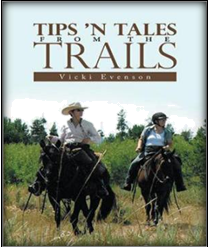 TIPS 'N TALES
FROM THE
TRAILS
Vicki Evenson